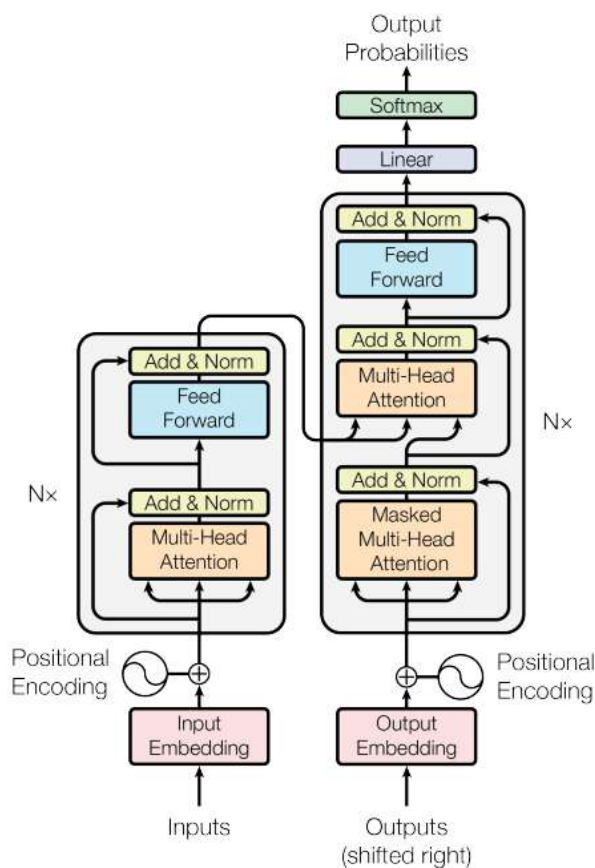 Output
Probabilities
Softmax
Linear
Add & Norm
Feed
Forward
Add & Norm
Multi-Head
Attention
Add & Norm
Masked
Multi-Head
Attention
N×
Add & Norm
Feed
Forward
Add & Norm
Multi-Head
Attention
N×
Positional
Encoding
Positional
Encoding
Input
Embedding
Output
Embedding
Inputs
Outputs
(shifted right)